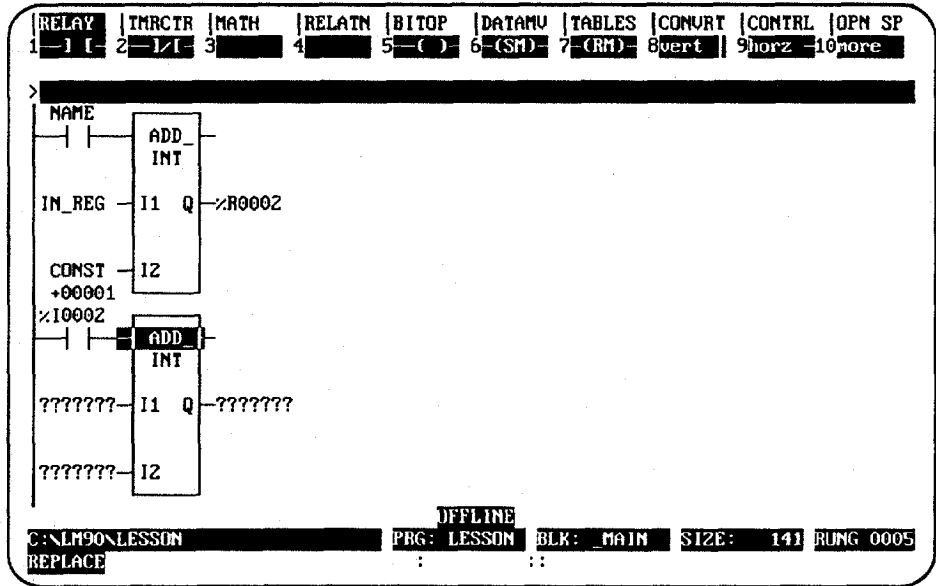 RELAY |TMRCTR |MATH |RELATN |BITOP |DATAMV |TABLES |CONVRT |CONTRL |OPN SP
1 —] [— 2 —]/[— 3 4 5 —( )— 6 —(SM)— 7 —(RM)— 8 vert | 9 horz — 10 more
>
NAME
ADD_
INT
IN_REG I1 Q %R0002
CONST I2
+00001
%I0002
ADD_
INT
??????? I1 Q ???????
??????? I2
OFFLINE
C:\LM90\LESSON PRG: LESSON BLK: _MAIN SIZE: 141 RUNG 0005
REPLACE : ::